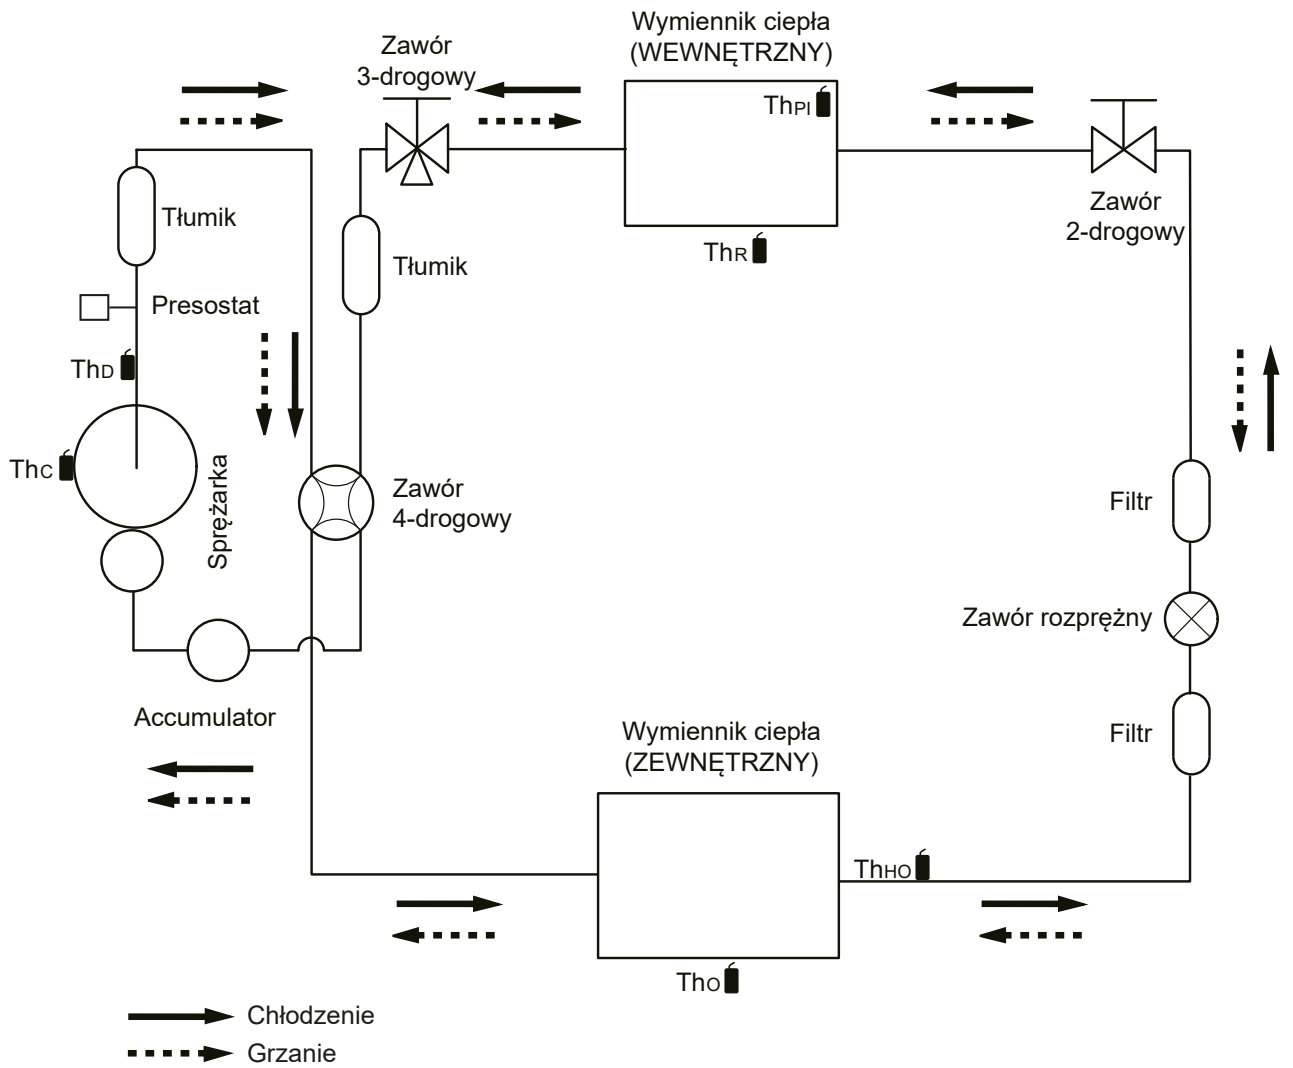 Wymiennik ciepła
(WEWNĘTRZNY)
Zawór
3-drogowy
ThPI
Zawór
2-drogowy
Tłumik
ThR
Tłumik
Presostat
ThD
ThC
Sprężarka
Zawór
4-drogowy
Filtr
Zawór rozprężny
Accumulator
Wymiennik ciepła
(ZEWNĘTRZNY)
Filtr
ThHO
ThO
Chłodzenie
Grzanie